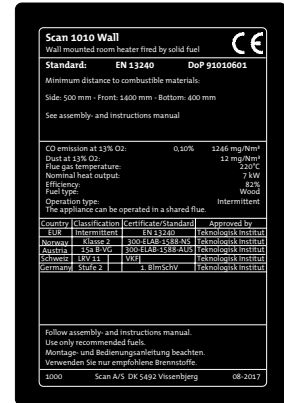 Scan 1010 Wall
Wall mounted room heater fired by solid fuel
CE
Standard: EN 13240 DoP 91010601
Minimum distance to combustible materials:
Side: 500 mm - Front: 1400 mm - Bottom: 400 mm
See assembly- and instructions manual
CO emission at 13% O2: 0,10% 1246 mg/Nm³
Dust at 13% O2: 12 mg/Nm³
Flue gas temperature: 220°C
Nominal heat output: 7 kW
Efficiency: 82%
Fuel type: Wood
Operation type: Intermittent
The appliance can be operated in a shared flue.
Country Classification Certificate/Standard Approved by
EUR Intermittent EN 13240 Teknologisk Institut
Norway Klasse 2 300-ELAB-1588-NS Teknologisk Institut
Austria 15a B-VG 300-ELAB-1588-AUS Teknologisk Institut
Schweiz LRV 11 VKF Teknologisk Institut
Germany Stufe 2 1. BlmSchV Teknologisk Institut
Follow assembly- and instructions manual.
Use only recommended fuels.
Montage- und Bedienungsanleitung beachten.
Verwenden Sie nur empfohlene Brennstoffe.
1000 Scan A/S DK 5492 Vissenbjerg 08-2017